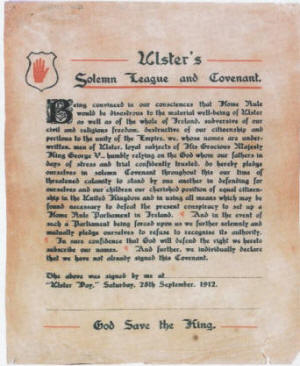 Ulster's
Solemn League and Covenant.
Being convinced in our consciences that Home Rule
would be disastrous to the material well-being of Ulster
as well as of the whole of Ireland, subversive of our
civil and religious freedom, destructive of our citizenship and
perilous to the unity of the Empire, we, whose names are under-
written, men of Ulster, loyal subjects of His Gracious Majesty
King George V., humbly relying on the God whom our fathers in
days of stress and trial confidently trusted, do hereby pledge
ourselves in solemn Covenant throughout this our time of
threatened calamity to stand by one another in defending for
ourselves and our children our cherished position of equal citizen-
ship in the United Kingdom and in using all means which may be
found necessary to defeat the present conspiracy to set up a
Home Rule Parliament in Ireland. ¶ And in the event of
such a Parliament being forced upon us we further solemnly and
mutually pledge ourselves to refuse to recognise its authority.
¶ In sure confidence that God will defend the right we hereto
subscribe our names. ¶ And further, we individually declare
that we have not already signed this Covenant.
The above was signed by me at
"Ulster Day," Saturday, 28th September, 1912.
God Save the King.